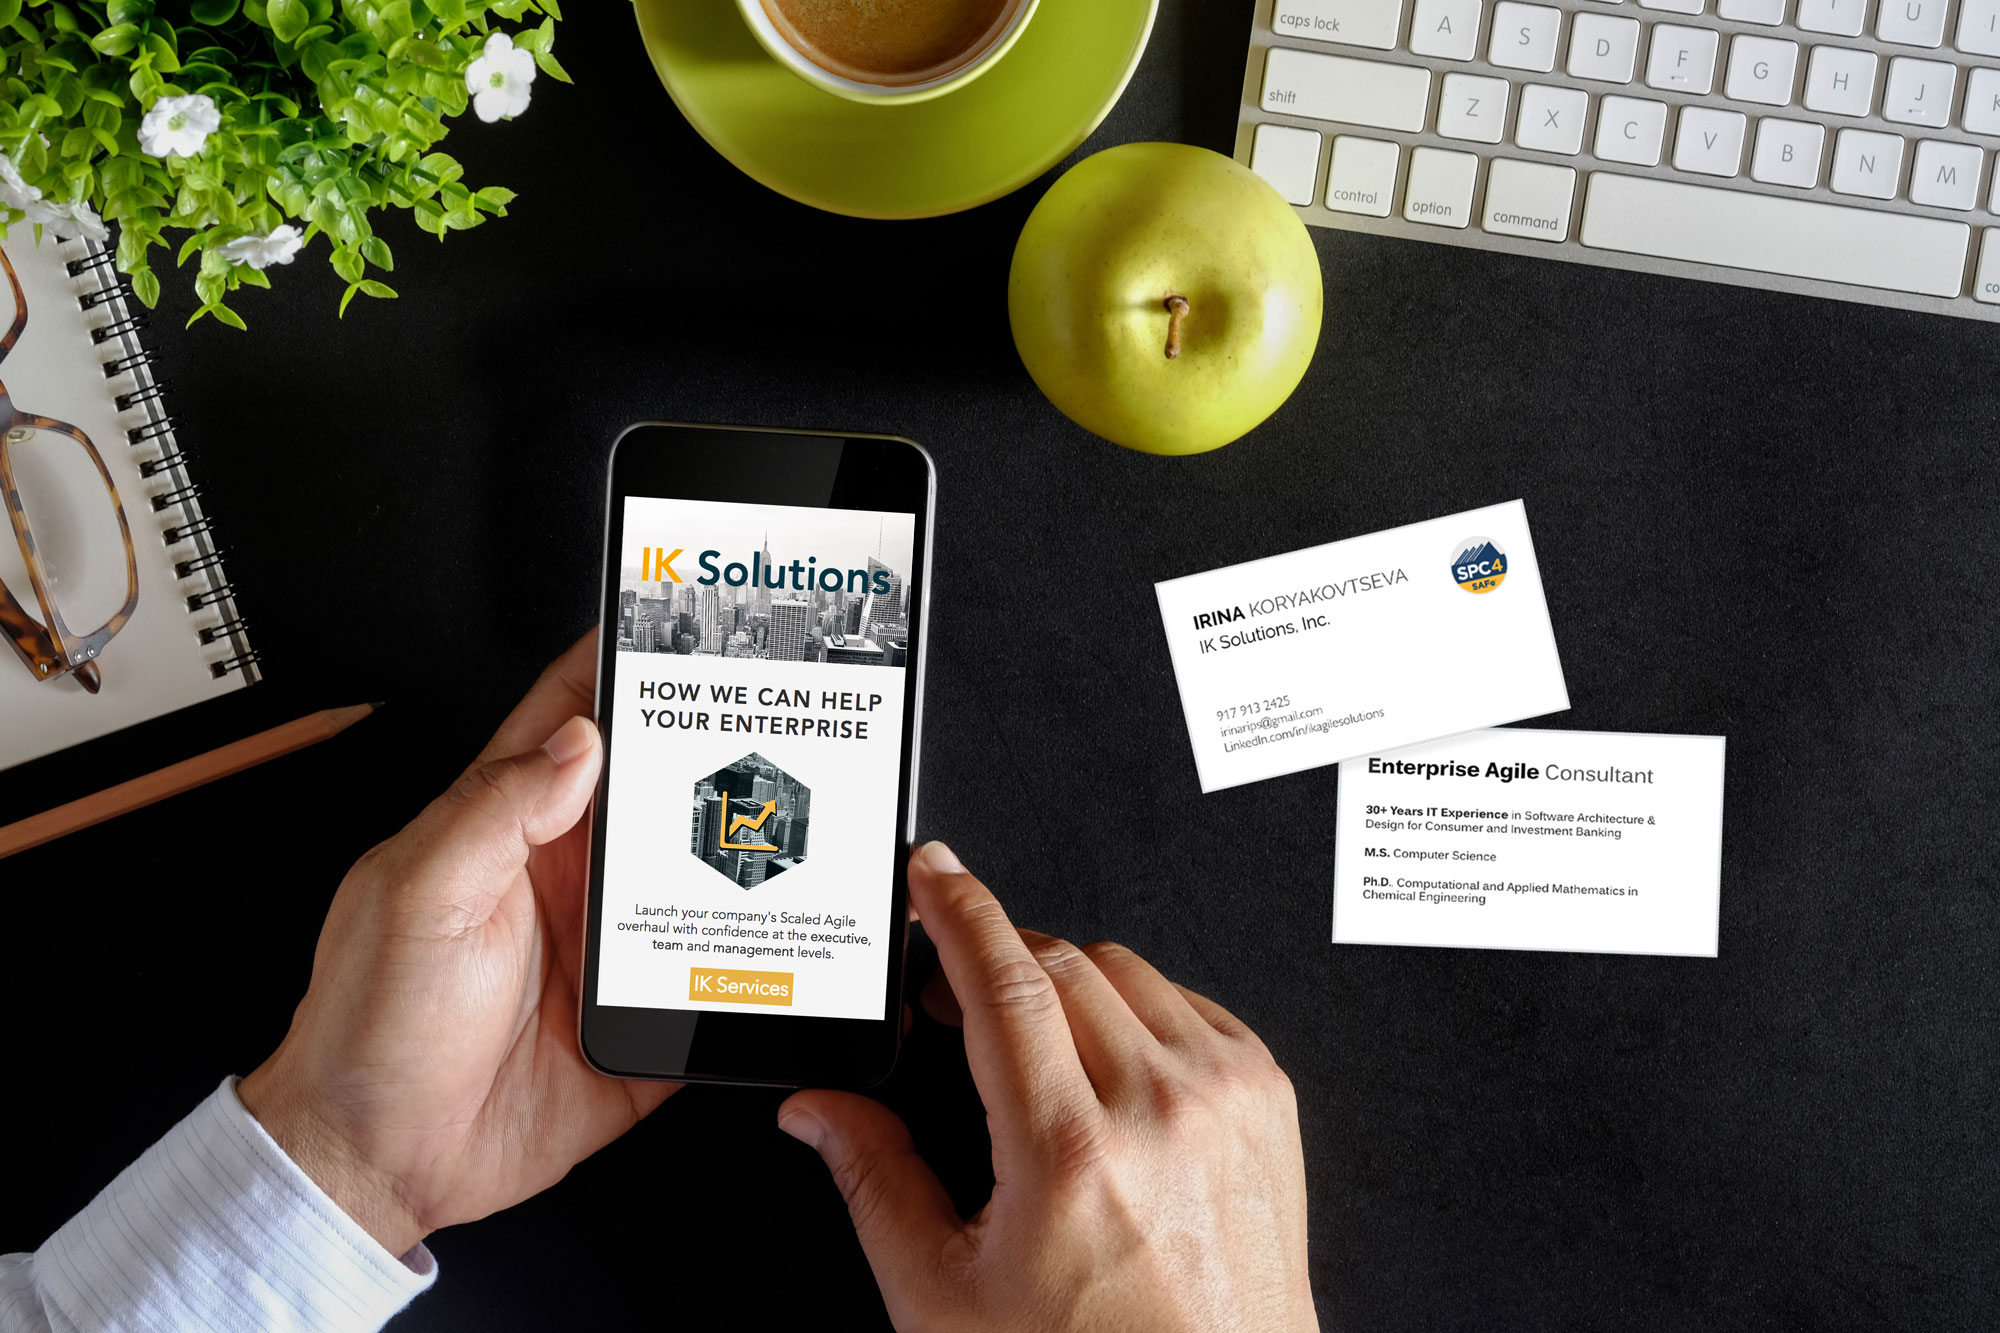 caps lock
A
S
D
F
G
H
J
U
shift
Z
X
C
V
B
N
M
control
option
command
IK Solutions
HOW WE CAN HELP
YOUR ENTERPRISE
Launch your company's Scaled Agile
overhaul with confidence at the executive,
team and management levels.
IK Services
SPC4
SAFe
IRINA KORYAKOVTSEVA
IK Solutions, Inc.
917 913 2425
irinarips@gmail.com
LinkedIn.com/in/ikagilesolutions
Enterprise Agile Consultant
30+ Years IT Experience in Software Architecture &
Design for Consumer and Investment Banking
M.S. Computer Science
Ph.D. Computational and Applied Mathematics in
Chemical Engineering